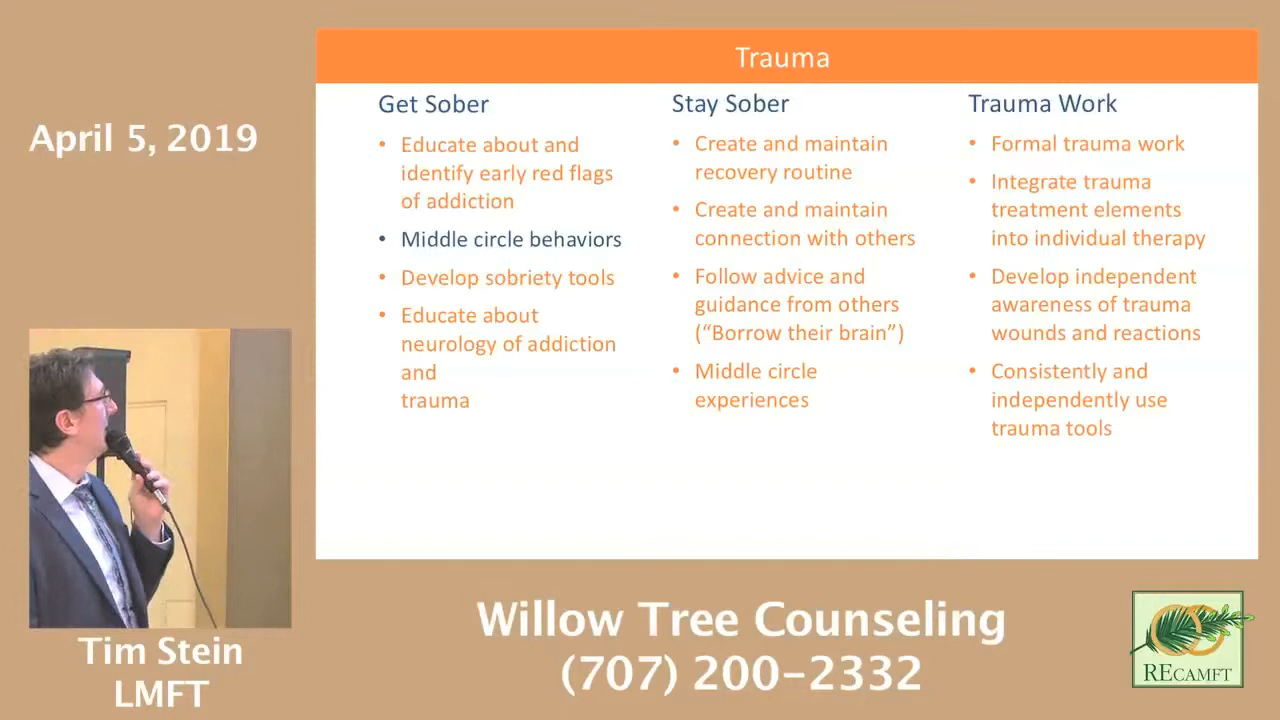 Trauma
April 5, 2019
Get Sober
• Educate about and
identify early red flags
of addiction
• Middle circle behaviors
• Develop sobriety tools
• Educate about
neurology of addiction
and
trauma
Stay Sober
• Create and maintain
recovery routine
• Create and maintain
connection with others
• Follow advice and
guidance from others
(“Borrow their brain”)
• Middle circle
experiences
Trauma Work
• Formal trauma work
• Integrate trauma
treatment elements
into individual therapy
• Develop independent
awareness of trauma
wounds and reactions
• Consistently and
independently use
trauma tools
Tim Stein
LMFT
Willow Tree Counseling
(707) 200-2332
RECAMFT